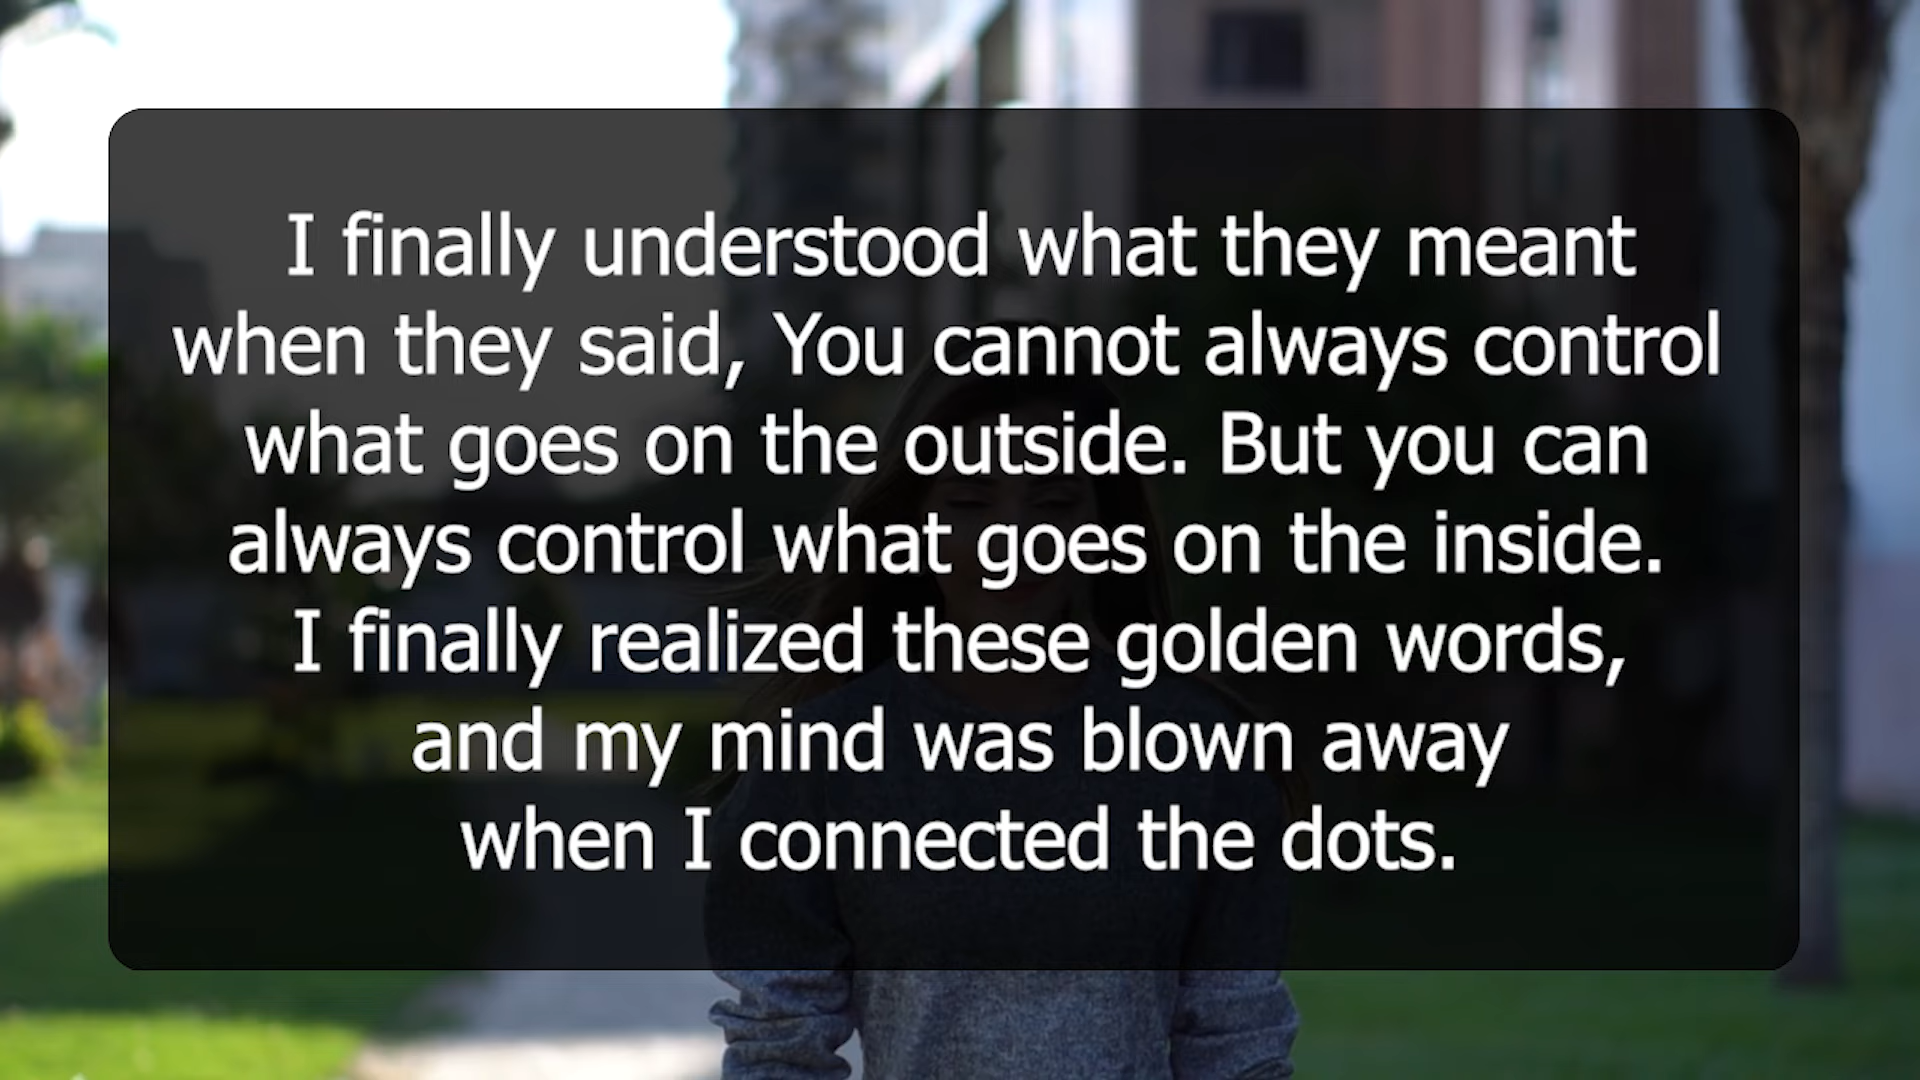 I finally understood what they meant
when they said, You cannot always control
what goes on the outside. But you can
always control what goes on the inside.
I finally realized these golden words,
and my mind was blown away
when I connected the dots.